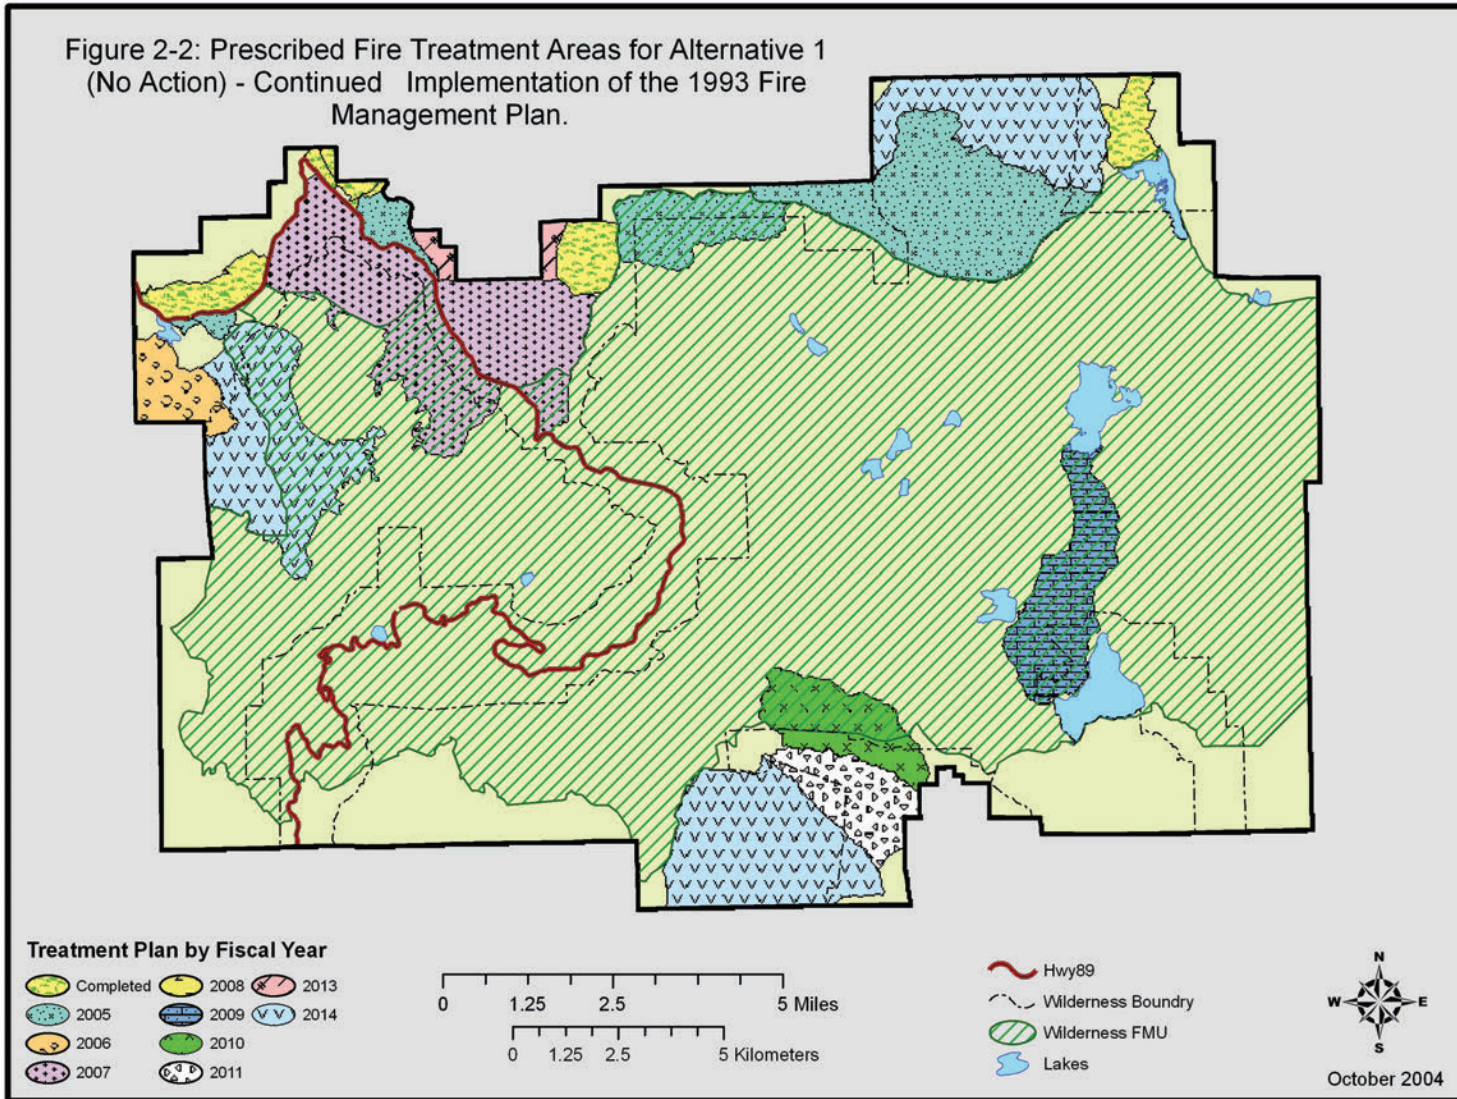 Figure 2-2: Prescribed Fire Treatment Areas for Alternative 1
(No Action) - Continued Implementation of the 1993 Fire
Management Plan.
Treatment Plan by Fiscal Year
Completed
2005
2006
2007
2008
2009
2010
2011
2013
2014
0 1.25 2.5 5 Miles
0 1.25 2.5 5 Kilometers
Hwy89
Wilderness Boundry
Wilderness FMU
Lakes
N
W E
S
October 2004